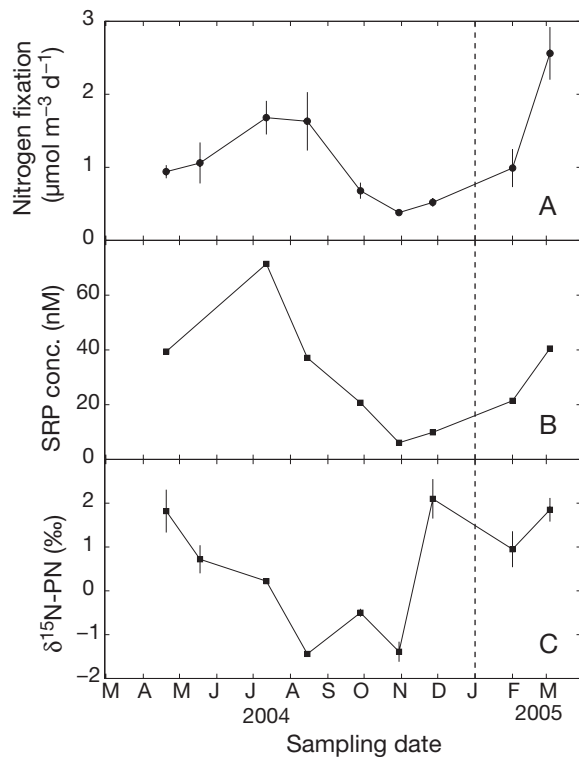 Nitrogen fixation
(μmol m⁻³ d⁻¹)
3
2
1
0
A
SRP conc. (nM)
60
40
20
0
B
δ¹⁵N-PN (‰)
2
1
0
−1
−2
C
M A M J J A S O N D J F M
2004 2005
Sampling date